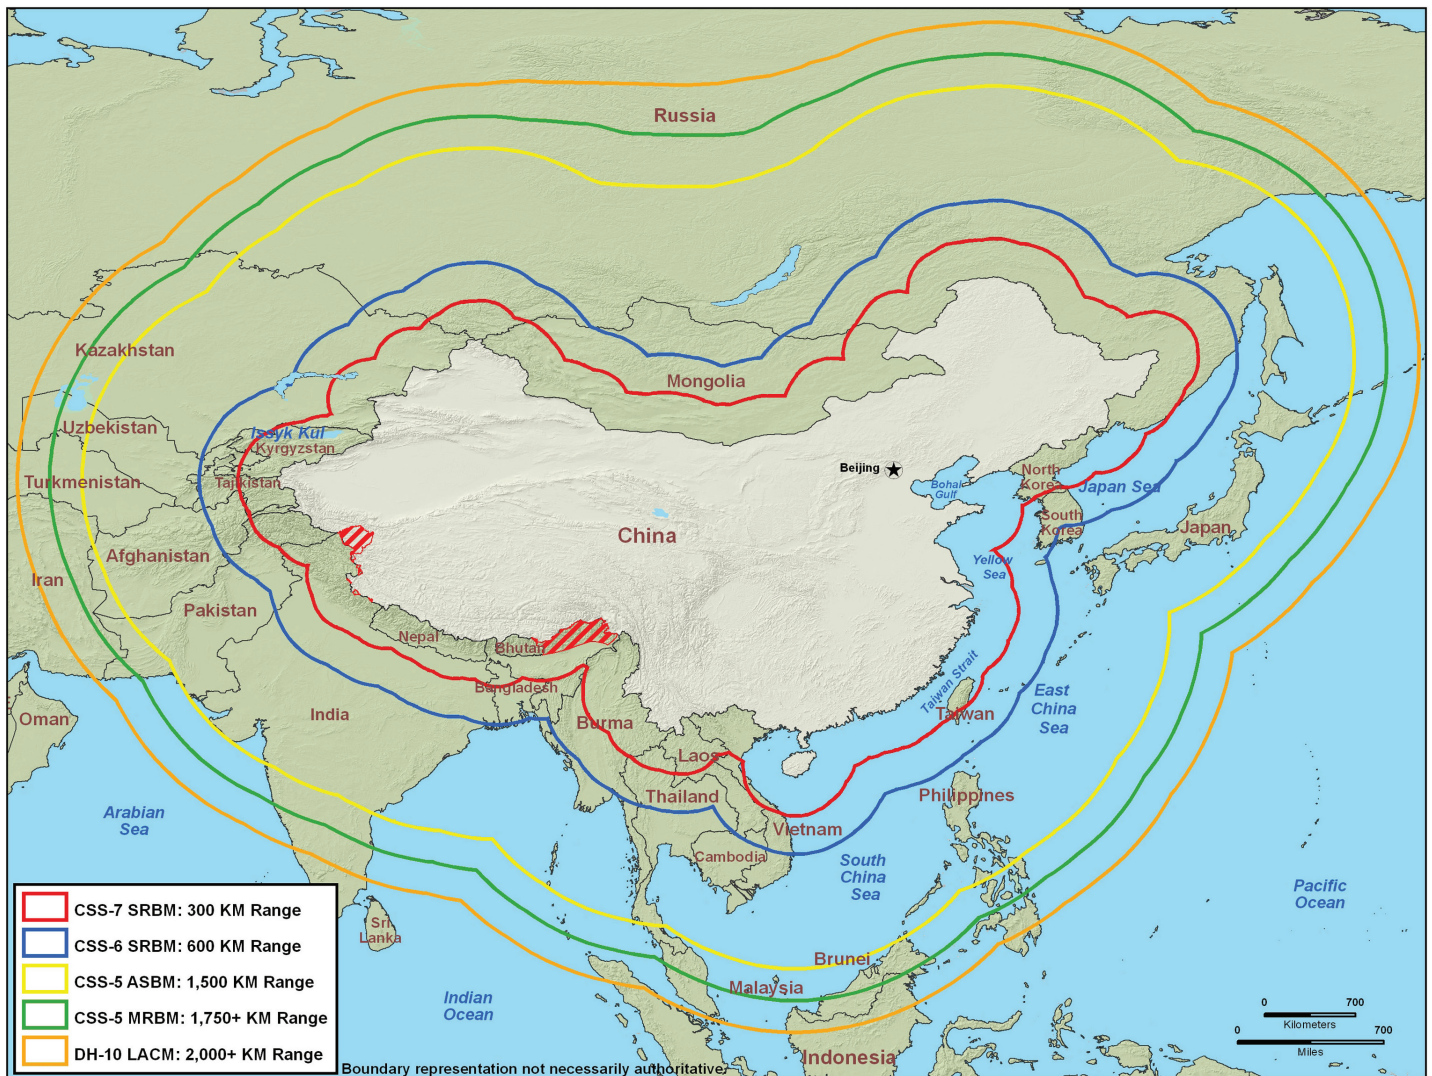 Russia
Kazakhstan
Mongolia
Uzbekistan
Issyk Kul
Kyrgyzstan
Turkmenistan
Tajikistan
Beijing
Bohai
Gulf
North
Korea
Japan Sea
South
Korea
Japan
China
Afghanistan
Iran
Yellow
Sea
Pakistan
Nepal
Bhutan
Taiwan Strait
Bangladesh
East
China
Sea
Oman
India
Burma
Taiwan
Laos
Thailand
Philippines
Arabian
Sea
Vietnam
Cambodia
South
China
Sea
Pacific
Ocean
Sri
Lanka
Brunei
Malaysia
Indian
Ocean
Indonesia
CSS-7 SRBM: 300 KM Range
CSS-6 SRBM: 600 KM Range
CSS-5 ASBM: 1,500 KM Range
CSS-5 MRBM: 1,750+ KM Range
DH-10 LACM: 2,000+ KM Range
0 700
Kilometers
0 700
Miles
Boundary representation not necessarily authoritative.